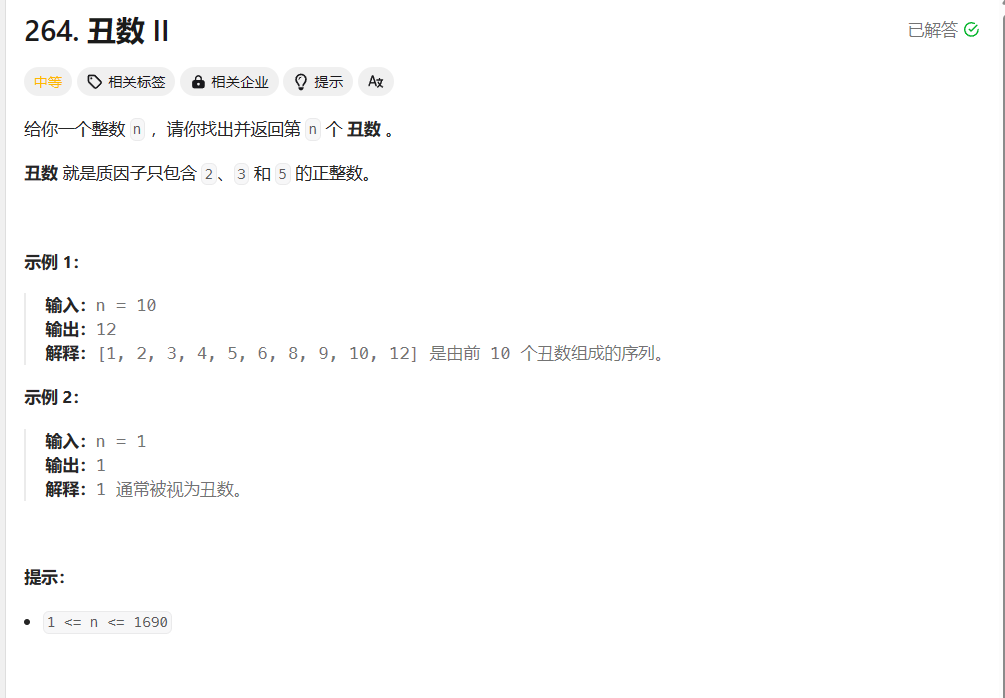 264. 丑数 II
已解答
中等 相关标签 相关企业 提示 Aず
给你一个整数 n ，请你找出并返回第 n 个 丑数 。
丑数 就是质因子只包含 2、3 和 5 的正整数。
示例 1：
输入：n = 10
输出：12
解释：[1, 2, 3, 4, 5, 6, 8, 9, 10, 12] 是由前 10 个丑数组成的序列。
示例 2：
输入：n = 1
输出：1
解释：1 通常被视为丑数。
提示：
1 <= n <= 1690